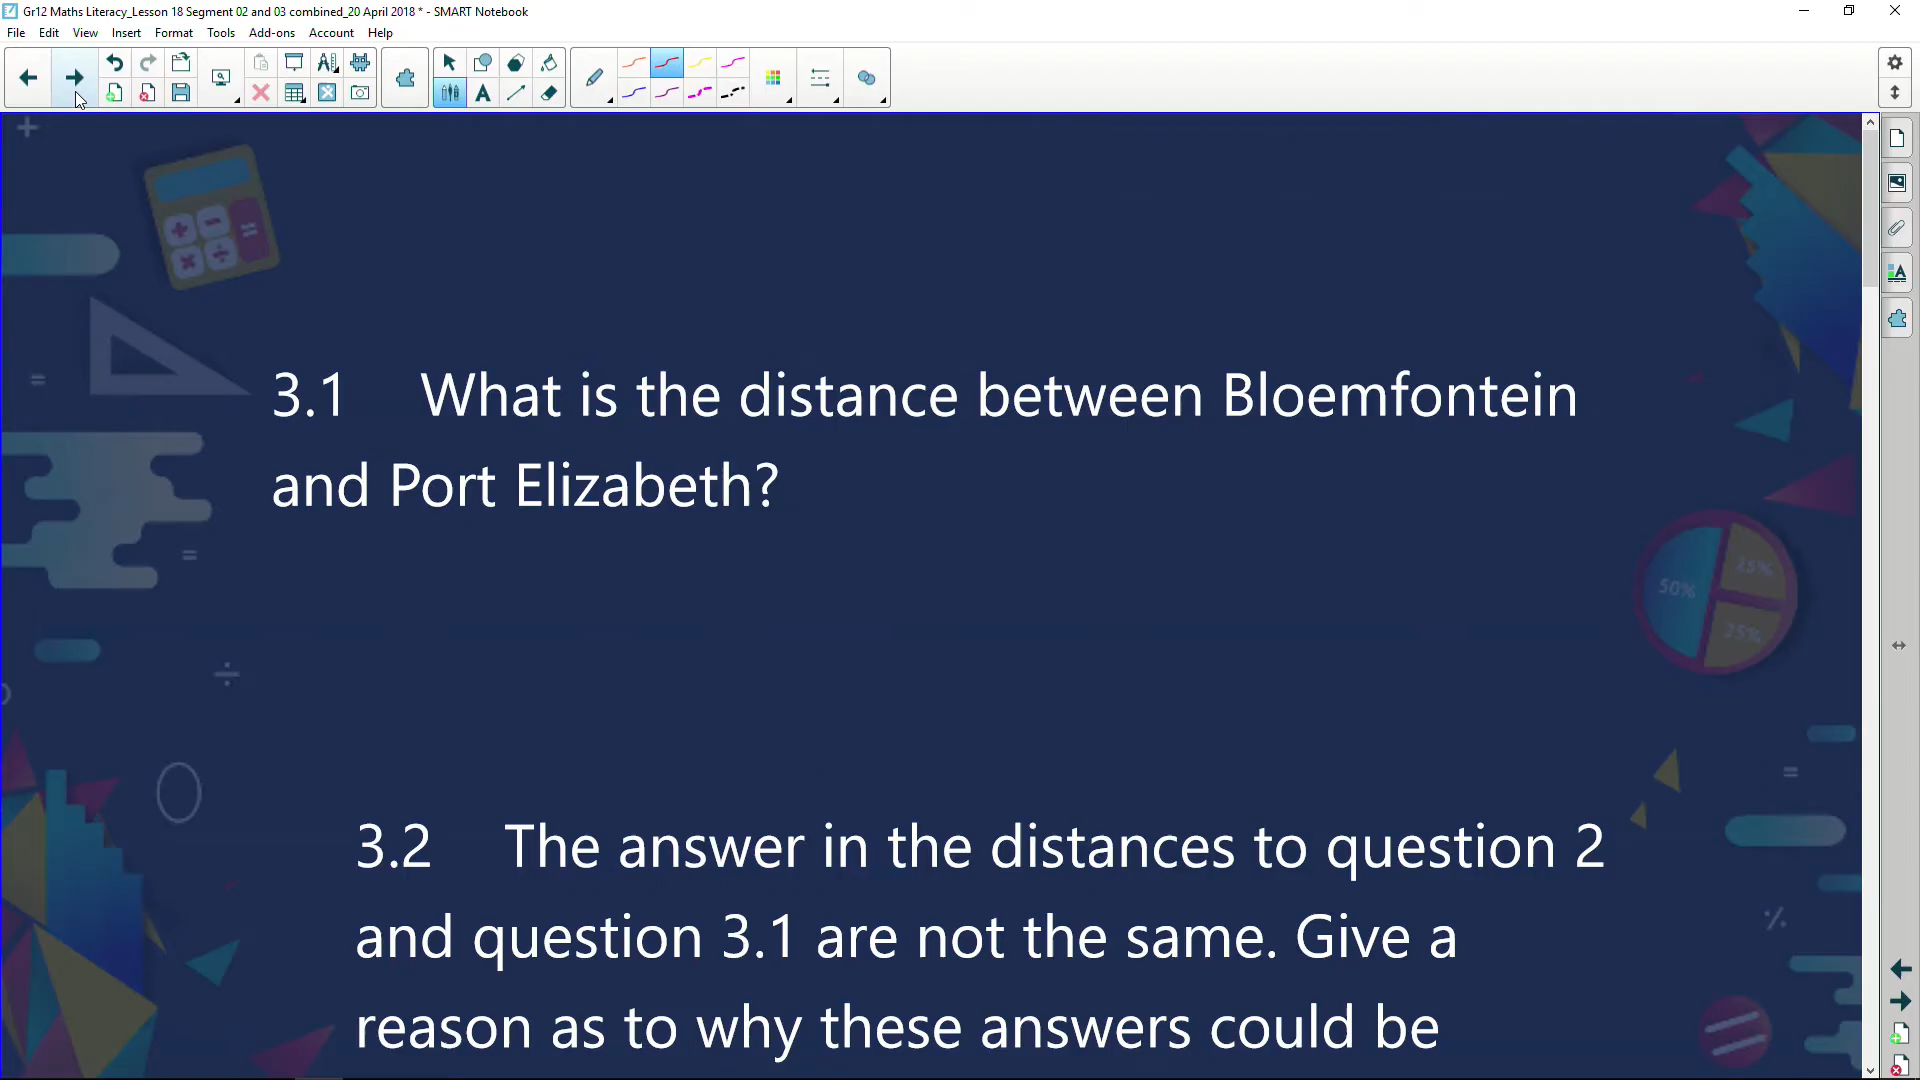 Gr12 Maths Literacy_Lesson 18 Segment 02 and 03 combined_20 April 2018 * - SMART Notebook
File Edit View Insert Format Tools Add-ons Account Help
3.1 What is the distance between Bloemfontein
and Port Elizabeth?
50% 25%
25%
3.2 The answer in the distances to question 2
and question 3.1 are not the same. Give a
reason as to why these answers could be